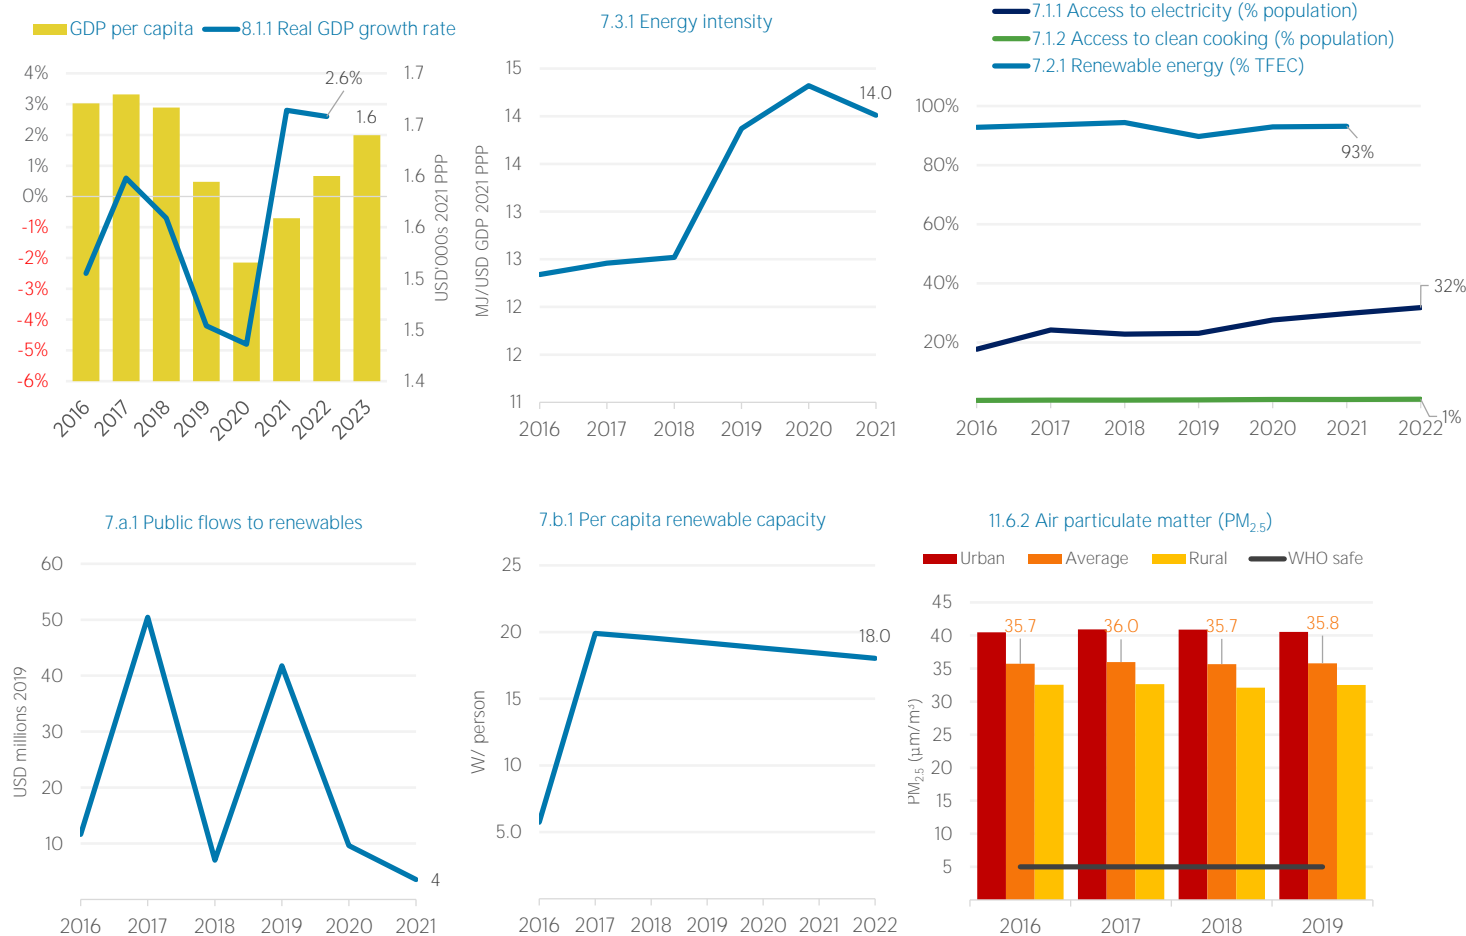 GDP per capita 8.1.1 Real GDP growth rate
4%
3%
2%
1%
0%
-1%
-2%
-3%
-4%
-5%
-6%
2.6%
1.6
1.7
1.7
1.6
1.6
1.5
1.5
1.4
USD'000s 2021 PPP
2016 2017 2018 2019 2020 2021 2022 2023
7.3.1 Energy intensity
MJ/USD GDP 2021 PPP
15
14
14
13
13
12
12
11
14.0
2016 2017 2018 2019 2020 2021
7.1.1 Access to electricity (% population)
7.1.2 Access to clean cooking (% population)
7.2.1 Renewable energy (% TFEC)
100%
80%
60%
40%
20%
93%
32%
1%
2016 2017 2018 2019 2020 2021 2022
7.a.1 Public flows to renewables
USD millions 2019
60
50
40
30
20
10
4
2016 2017 2018 2019 2020 2021
7.b.1 Per capita renewable capacity
W/ person
25
20
15
10
5.0
18.0
2016 2017 2018 2019 2020 2021 2022
11.6.2 Air particulate matter (PM2.5)
Urban Average Rural WHO safe
PM2.5 (μm/m³)
45
40
35
30
25
20
15
10
5
35.7 36.0 35.7 35.8
2016 2017 2018 2019